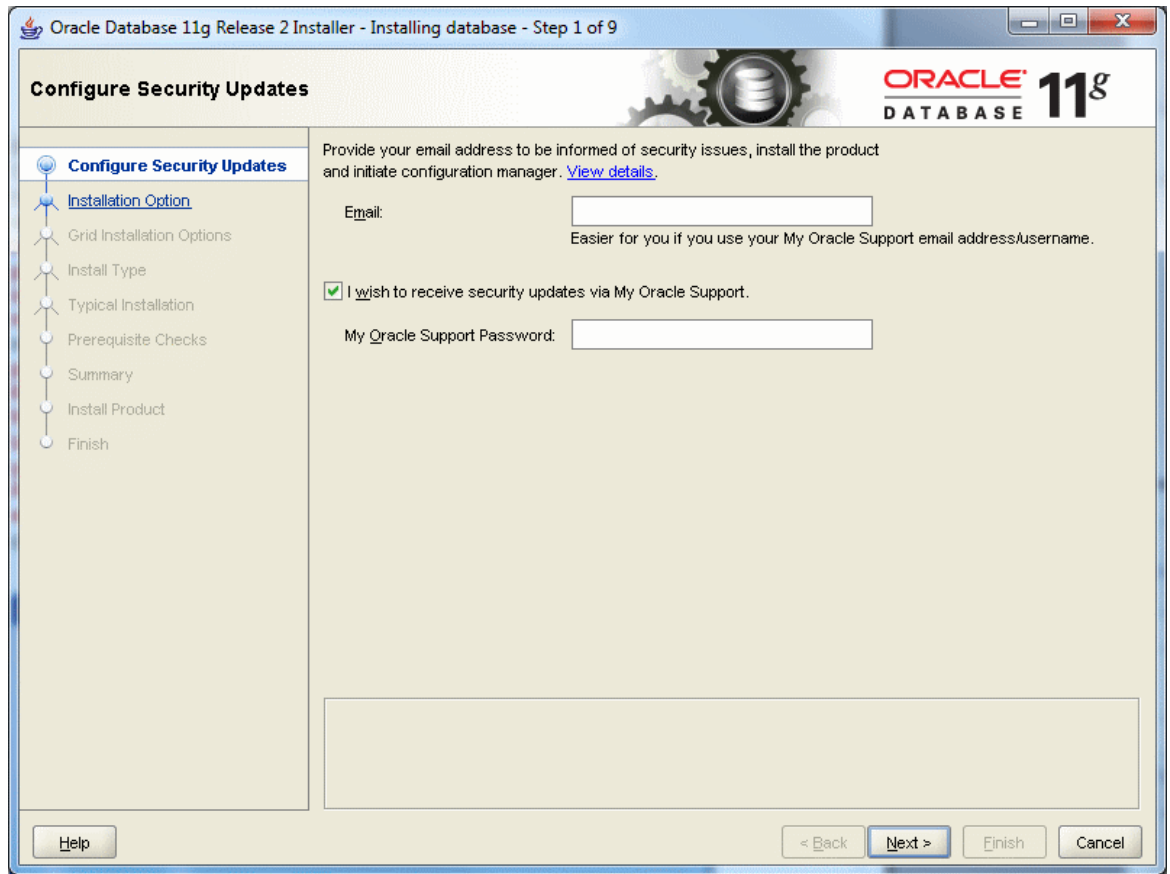 Oracle Database 11g Release 2 Installer - Installing database - Step 1 of 9
Configure Security Updates
ORACLE
DATABASE
11g
Configure Security Updates
Installation Option
Grid Installation Options
Install Type
Typical Installation
Prerequisite Checks
Summary
Install Product
Finish
Provide your email address to be informed of security issues, install the product
and initiate configuration manager. View details.
Email:
Easier for you if you use your My Oracle Support email address/username.
I wish to receive security updates via My Oracle Support.
My Oracle Support Password:
Help
< Back
Next >
Finish
Cancel